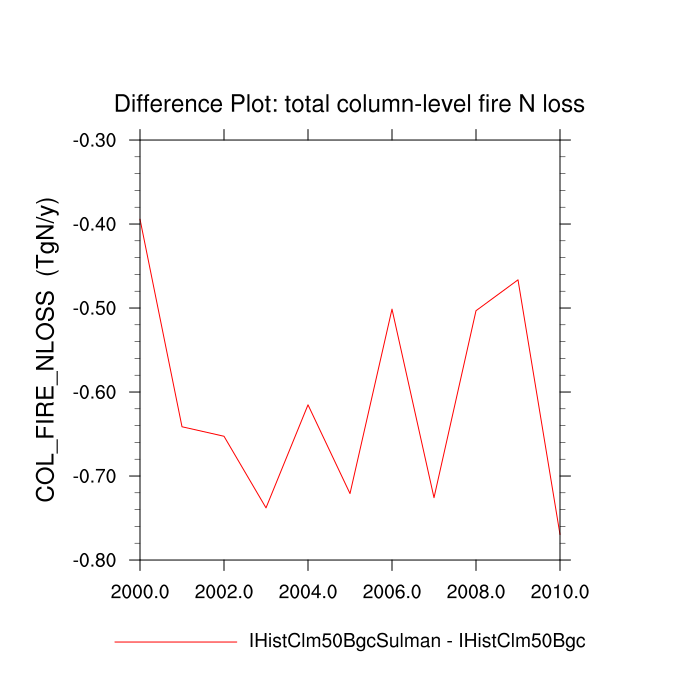 Difference Plot: total column-level fire N loss
COL_FIRE_NLOSS (TgN/y)
-0.30
-0.40
-0.50
-0.60
-0.70
-0.80
2000.0 2002.0 2004.0 2006.0 2008.0 2010.0
IHistClm50BgcSulman - IHistClm50Bgc